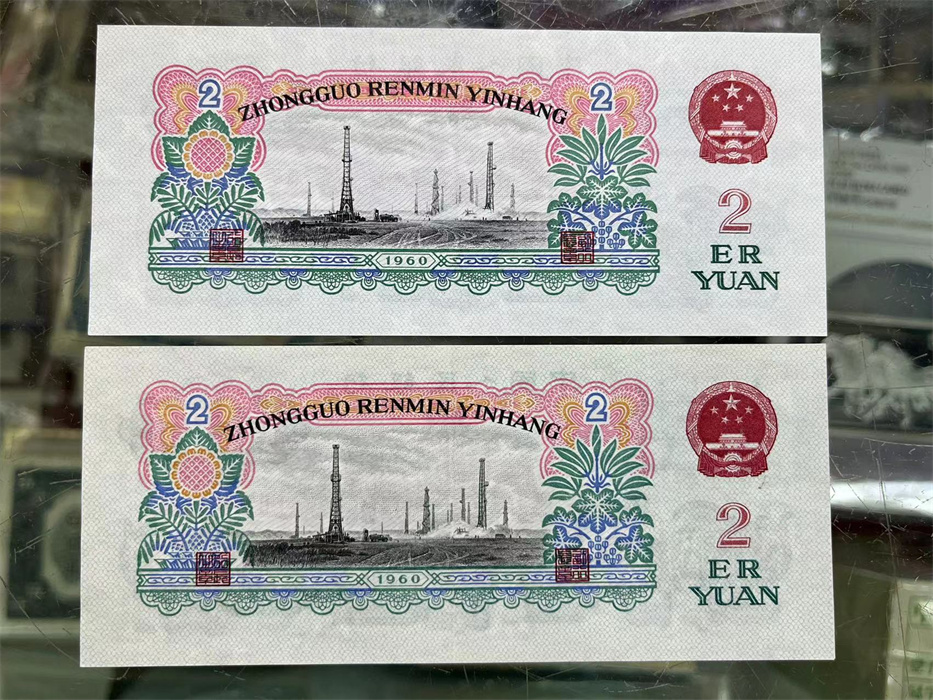 2 2
ZHONGGUO RENMIN YINHANG
1960
2
ER
YUAN
2 2
ZHONGGUO RENMIN YINHANG
1960
2
ER
YUAN